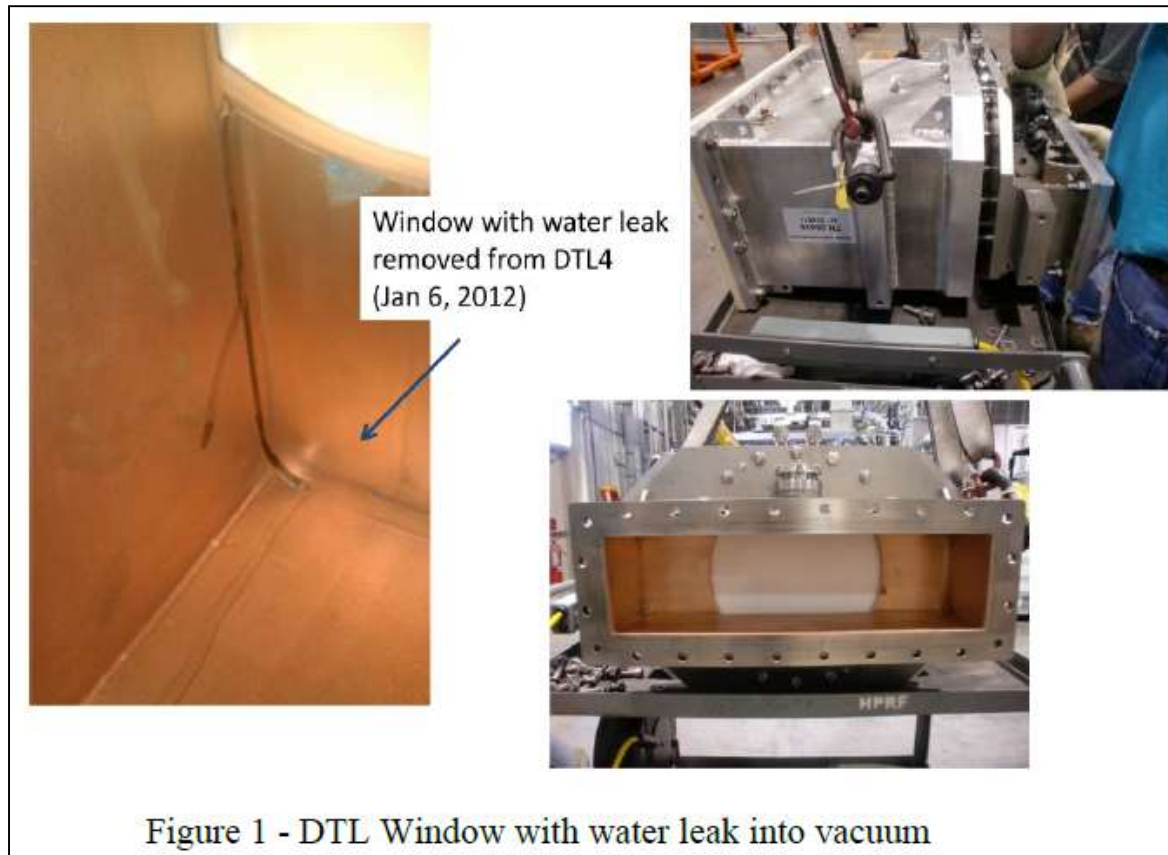 Window with water leak
removed from DTL4
(Jan 6, 2012)
HPRF
Figure 1 - DTL Window with water leak into vacuum